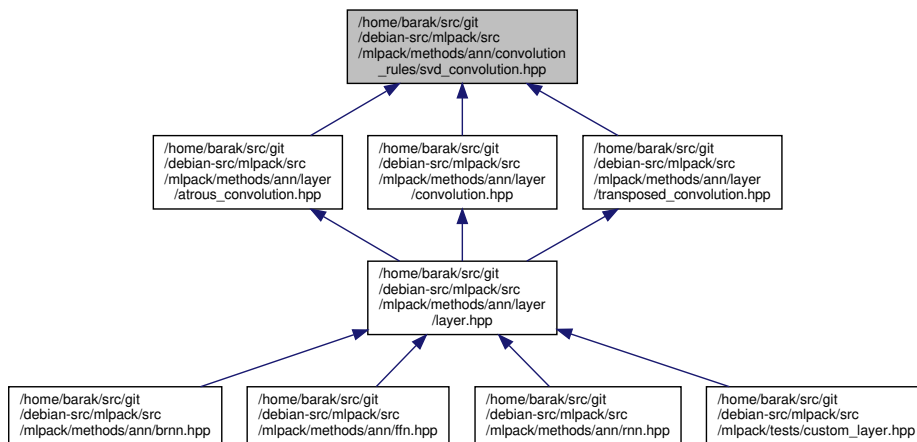 /home/barak/src/git
/debian-src/mlpack/src
/mlpack/methods/ann/convolution
_rules/svd_convolution.hpp
/home/barak/src/git
/debian-src/mlpack/src
/mlpack/methods/ann/layer
/atrous_convolution.hpp
/home/barak/src/git
/debian-src/mlpack/src
/mlpack/methods/ann/layer
/convolution.hpp
/home/barak/src/git
/debian-src/mlpack/src
/mlpack/methods/ann/layer
/transposed_convolution.hpp
/home/barak/src/git
/debian-src/mlpack/src
/mlpack/methods/ann/layer
/layer.hpp
/home/barak/src/git
/debian-src/mlpack/src
/mlpack/methods/ann/brnn.hpp
/home/barak/src/git
/debian-src/mlpack/src
/mlpack/methods/ann/ffn.hpp
/home/barak/src/git
/debian-src/mlpack/src
/mlpack/methods/ann/rnn.hpp
/home/barak/src/git
/debian-src/mlpack/src
/mlpack/tests/custom_layer.hpp